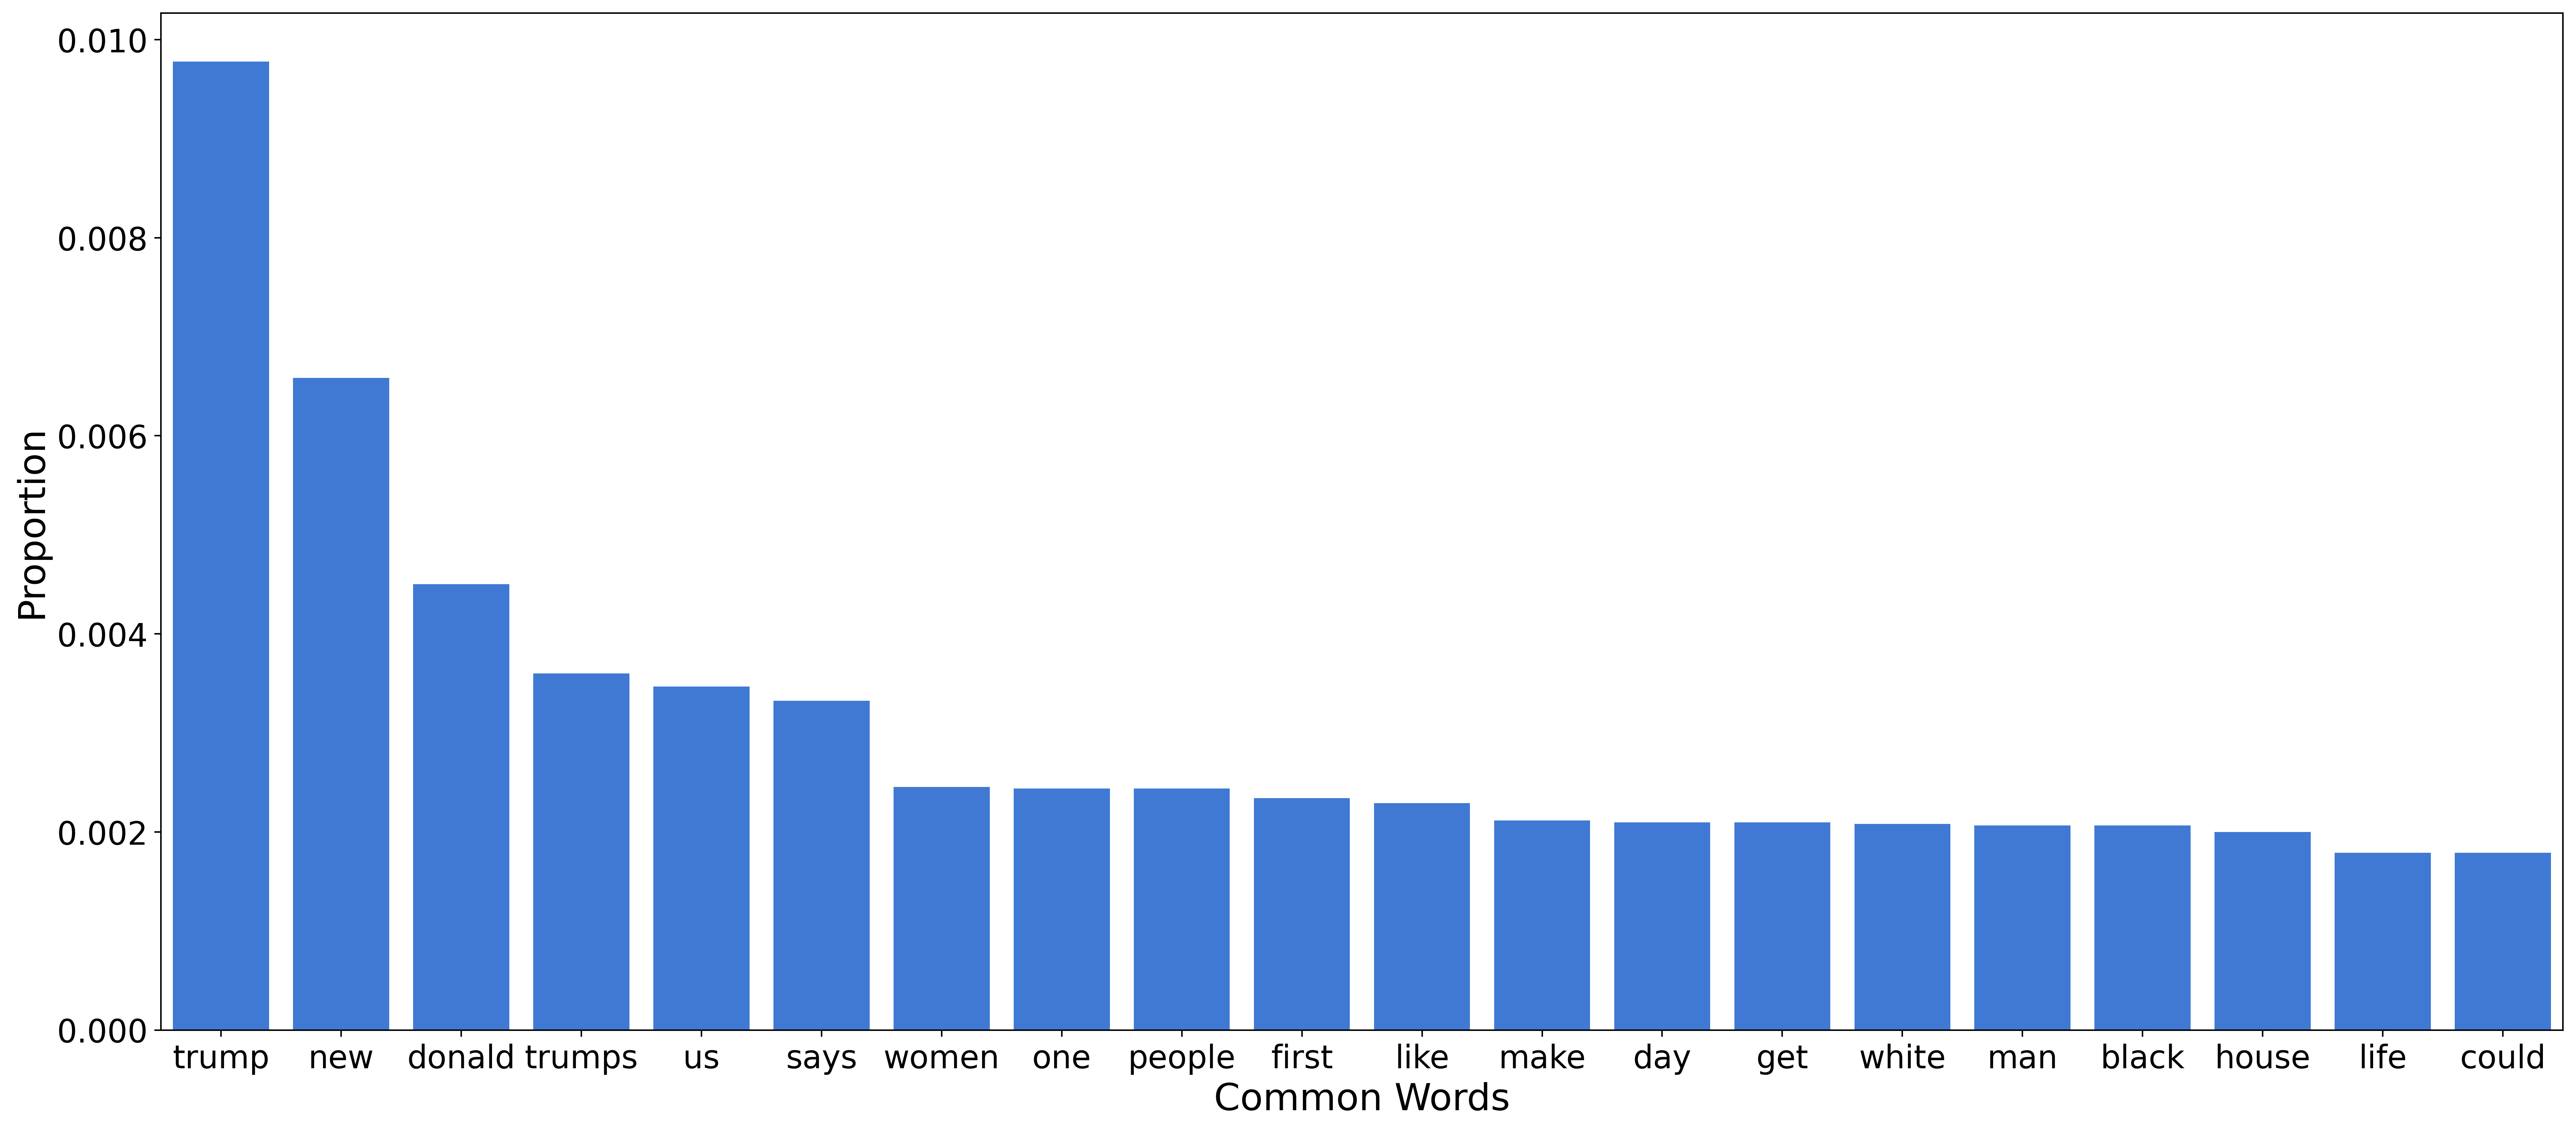 0.010
0.008
0.006
0.004
0.002
0.000
Proportion
trump new donald trumps us says women one people first like make day get white man black house life could
Common Words